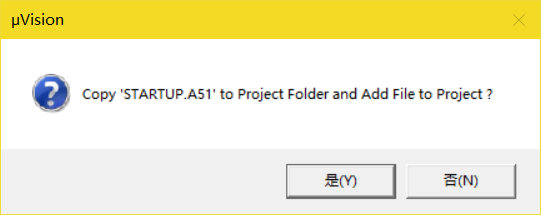 µVision
Copy 'STARTUP.A51' to Project Folder and Add File to Project ?
是(Y)
否(N)